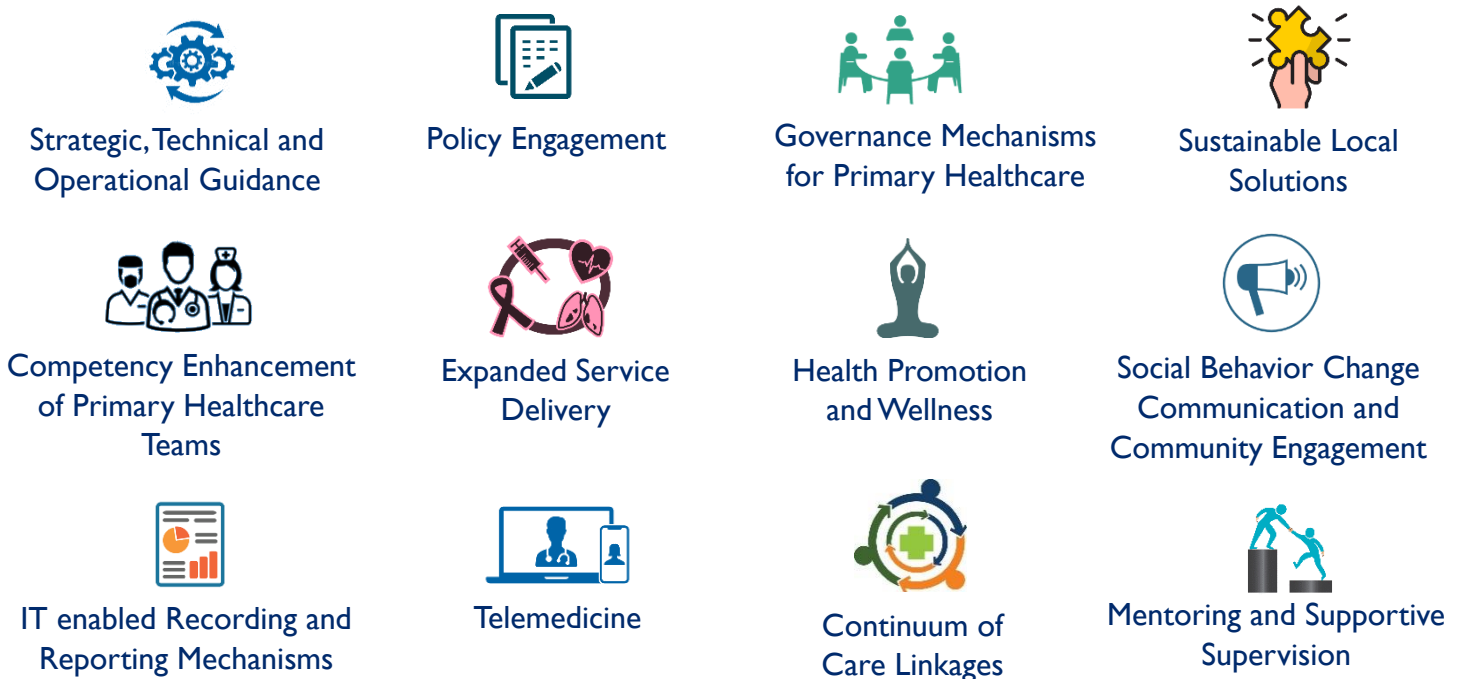 Strategic, Technical and
Operational Guidance
Policy Engagement
Governance Mechanisms
for Primary Healthcare
Sustainable Local
Solutions
Competency Enhancement
of Primary Healthcare
Teams
Expanded Service
Delivery
Health Promotion
and Wellness
Social Behavior Change
Communication and
Community Engagement
IT enabled Recording and
Reporting Mechanisms
Telemedicine
Continuum of
Care Linkages
Mentoring and Supportive
Supervision